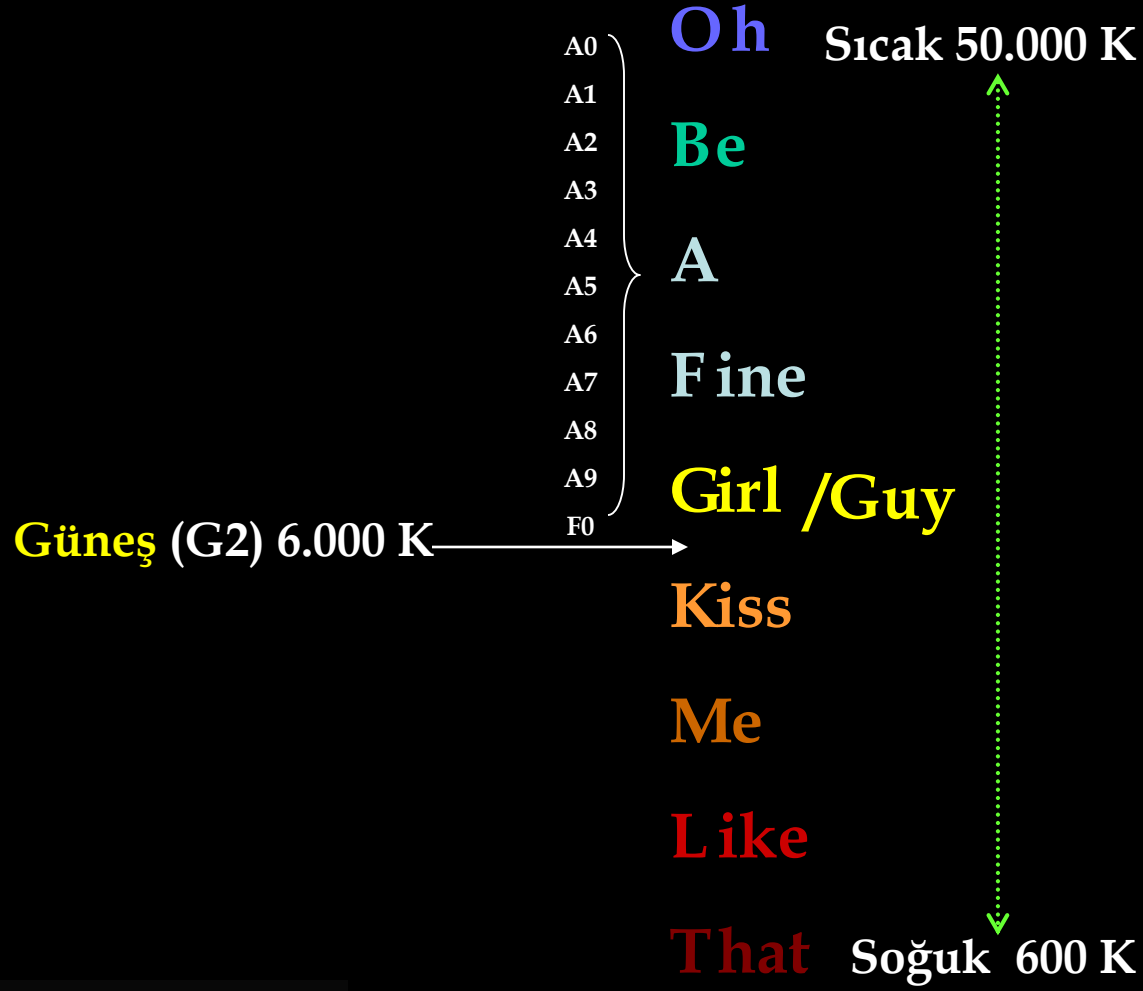 Oh
Sıcak 50.000 K
A0
A1
Be
A2
A3
A4
A
A5
A6
A7
Fine
A8
A9
Girl /Guy
F0
Güneş (G2) 6.000 K
Kiss
Me
Like
That
Soğuk 600 K